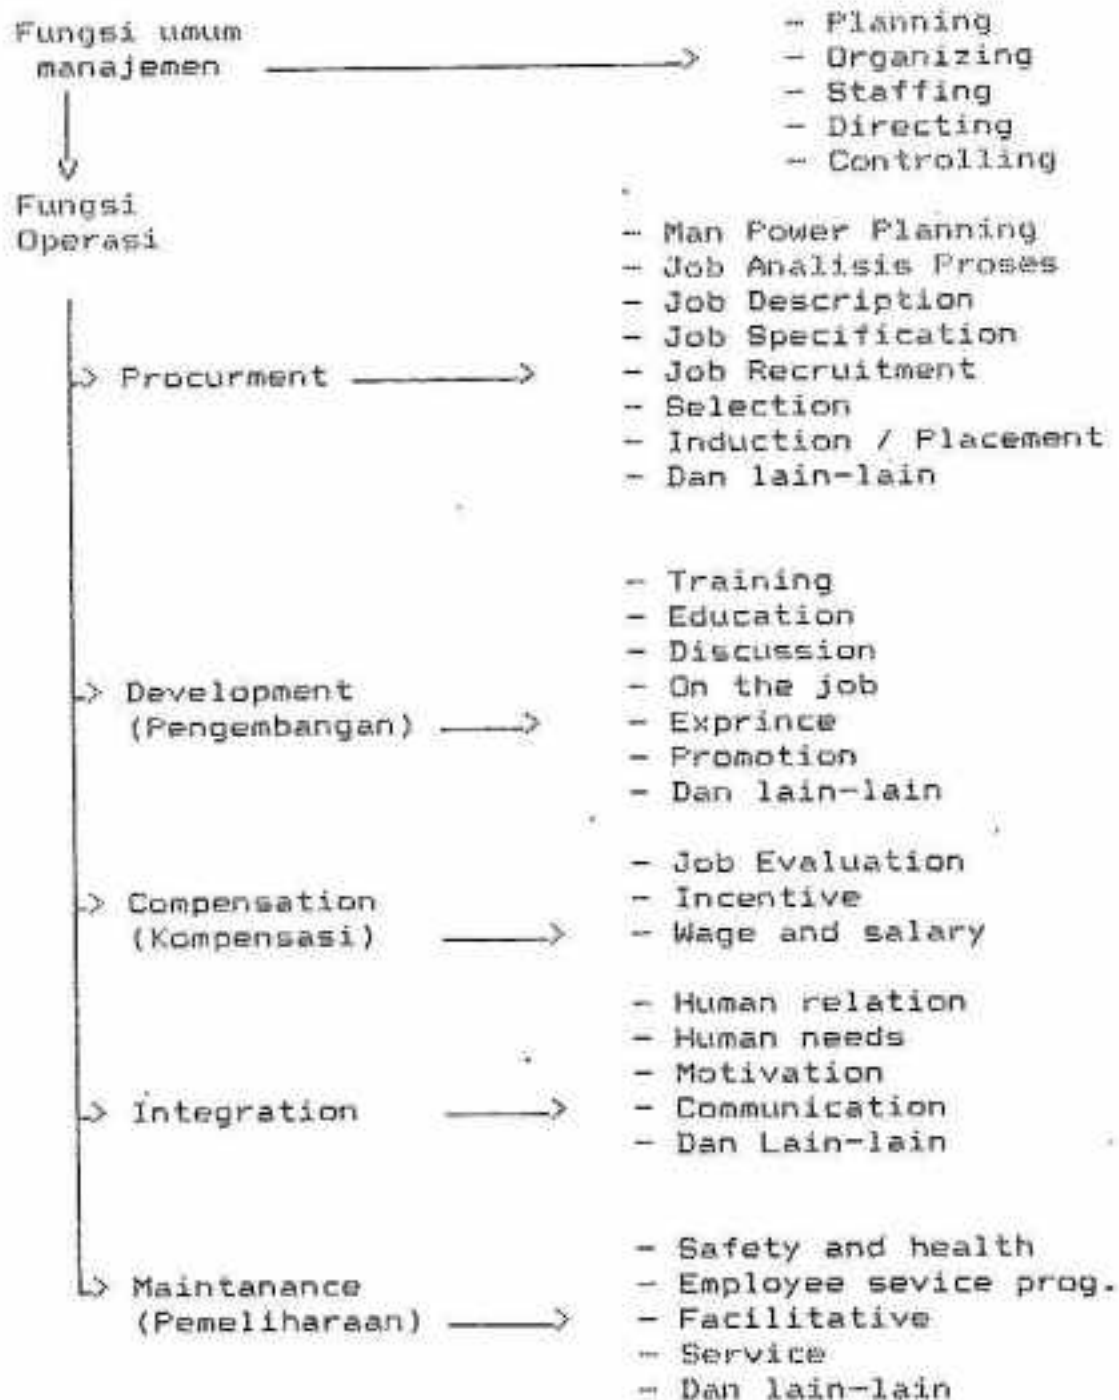 Fungsi umum
manajemen
- Planning
- Organizing
- Staffing
- Directing
- Controlling
Fungsi
Operasi
Procurment
- Man Power Planning
- Job Analisis Proses
- Job Description
- Job Specification
- Job Recruitment
- Selection
- Induction / Placement
- Dan lain-lain
Development
(Pengembangan)
- Training
- Education
- Discussion
- On the job
- Exprince
- Promotion
- Dan lain-lain
Compensation
(Kompensasi)
- Job Evaluation
- Incentive
- Wage and salary
Integration
- Human relation
- Human needs
- Motivation
- Communication
- Dan Lain-lain
Maintanance
(Pemeliharaan)
- Safety and health
- Employee sevice prog.
- Facilitative
- Service
- Dan lain-lain